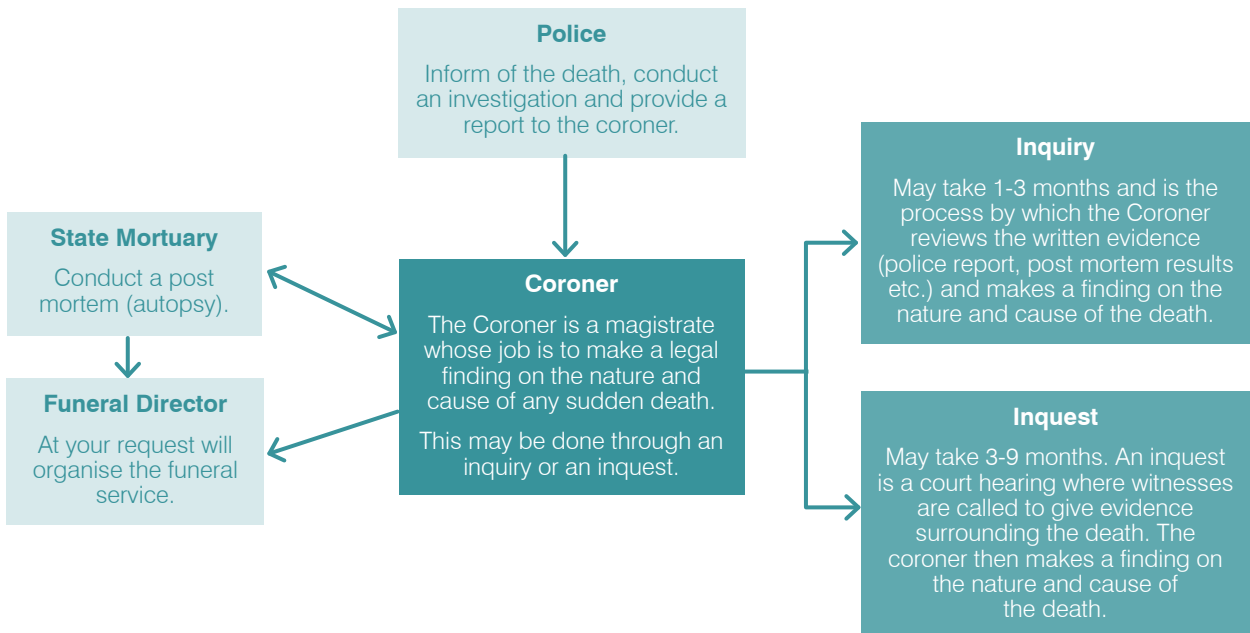 Police
Inform of the death, conduct
an investigation and provide a
report to the coroner.
State Mortuary
Conduct a post
mortem (autopsy).
Funeral Director
At your request will
organise the funeral
service.
Coroner
The Coroner is a magistrate
whose job is to make a legal
finding on the nature and
cause of any sudden death.
This may be done through an
inquiry or an inquest.
Inquiry
May take 1-3 months and is the
process by which the Coroner
reviews the written evidence
(police report, post mortem results
etc.) and makes a finding on the
nature and cause of the death.
Inquest
May take 3-9 months. An inquest
is a court hearing where witnesses
are called to give evidence
surrounding the death. The
coroner then makes a finding on
the nature and cause of
the death.